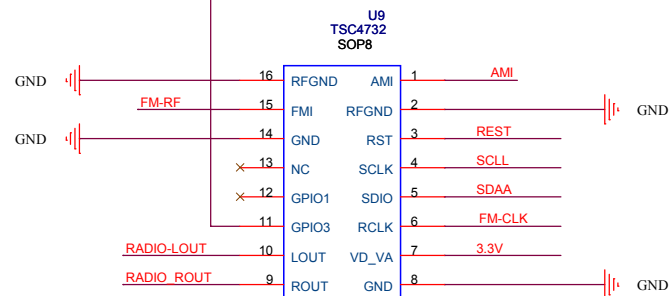 U9
TSC4732
SOP8
GND 16 RFGND AMI 1 AMI
FM-RF 15 FMI RFGND 2 GND
GND 14 GND RST 3 REST
13 NC SCLK 4 SCLL
12 GPIO1 SDIO 5 SDAA
11 GPIO3 RCLK 6 FM-CLK
RADIO-LOUT 10 LOUT VD_VA 7 3.3V
RADIO_ROUT 9 ROUT GND 8 GND